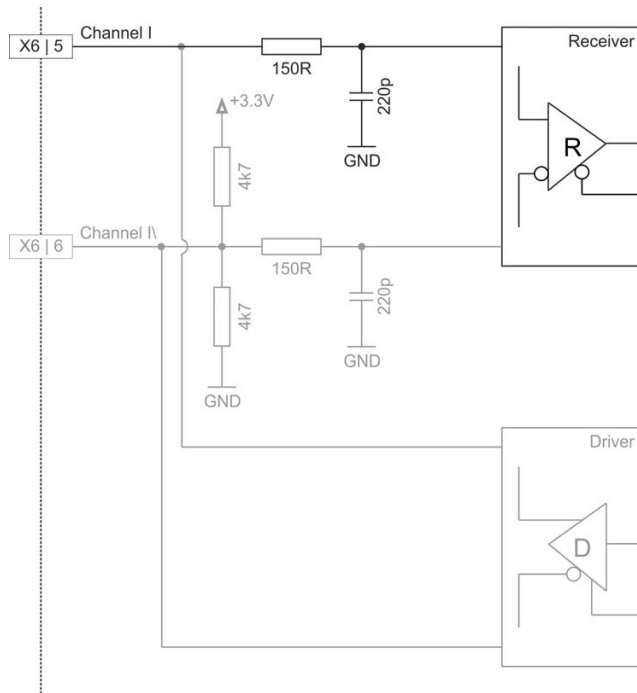 X6 | 5
Channel I
150R
220p
GND
Receiver
R
+3.3V
4k7
X6 | 6
Channel I\
150R
220p
GND
4k7
GND
Driver
D